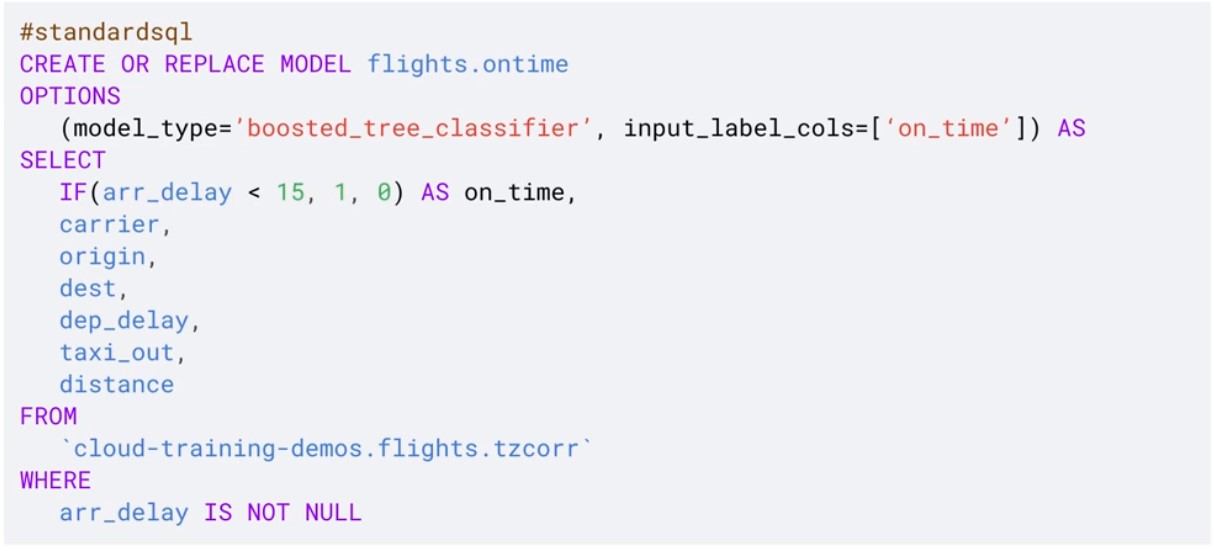 #standardsql
CREATE OR REPLACE MODEL flights.ontime
OPTIONS
(model_type=’boosted_tree_classifier’, input_label_cols=[‘on_time’]) AS
SELECT
IF(arr_delay < 15, 1, 0) AS on_time,
carrier,
origin,
dest,
dep_delay,
taxi_out,
distance
FROM
`cloud-training-demos.flights.tzcorr`
WHERE
arr_delay IS NOT NULL